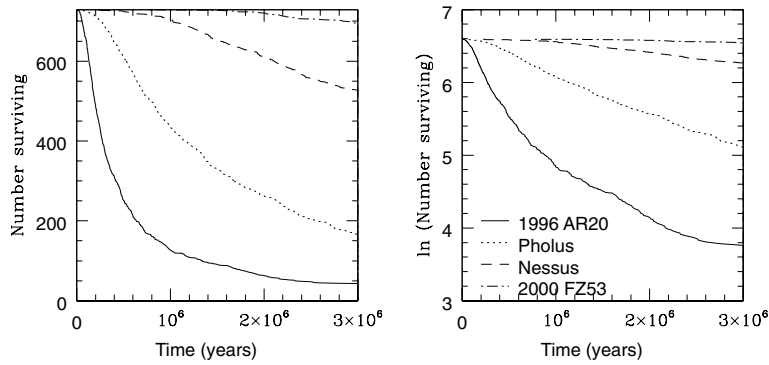 Number surviving
600
400
200
0
0
10⁶
2×10⁶
3×10⁶
Time (years)
ln (Number surviving)
7
6
5
4
3
1996 AR20
Pholus
Nessus
2000 FZ53
0
10⁶
2×10⁶
3×10⁶
Time (years)